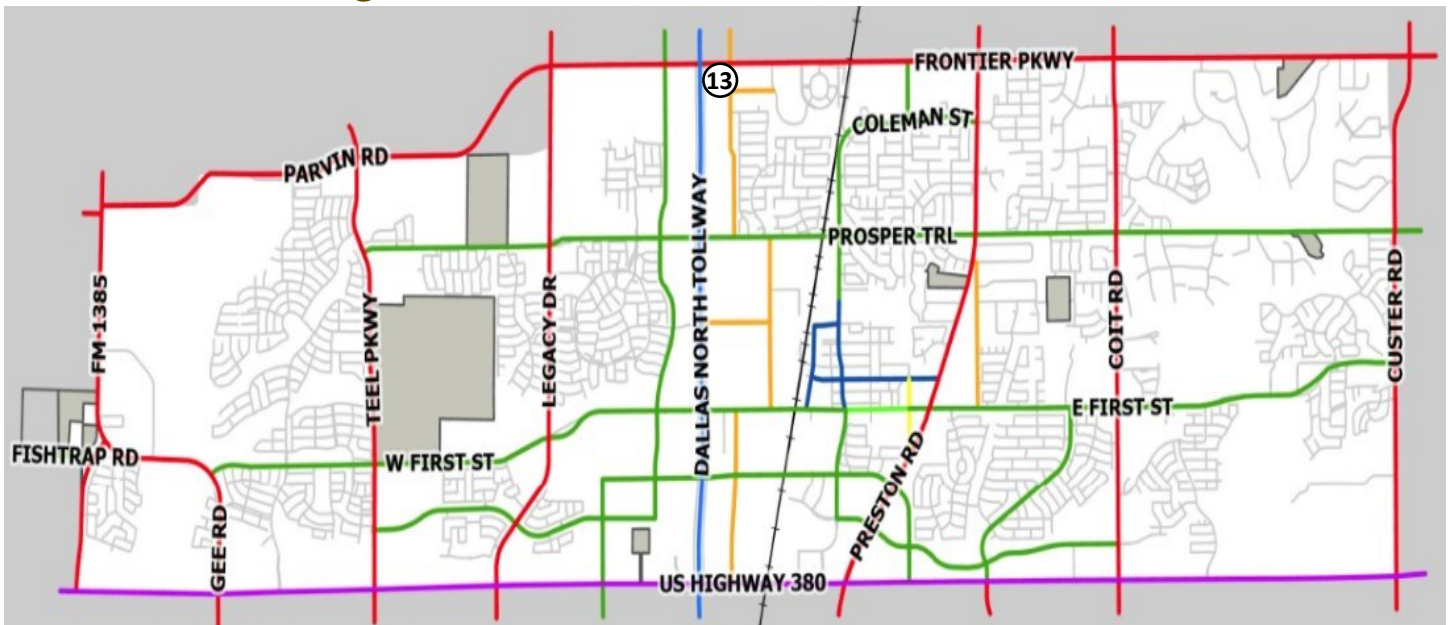 FRONTIER PKWY
13
COLEMAN ST
PARVIN RD
PROSPER TRL
FM 1385
TEEL PKWY
LEGACY DR
DALLAS NORTH TOLLWAY
COIT RD
CUSTER RD
E FIRST ST
FISHTRAP RD
W FIRST ST
GEE RD
PRESTON RD
US HIGHWAY 380